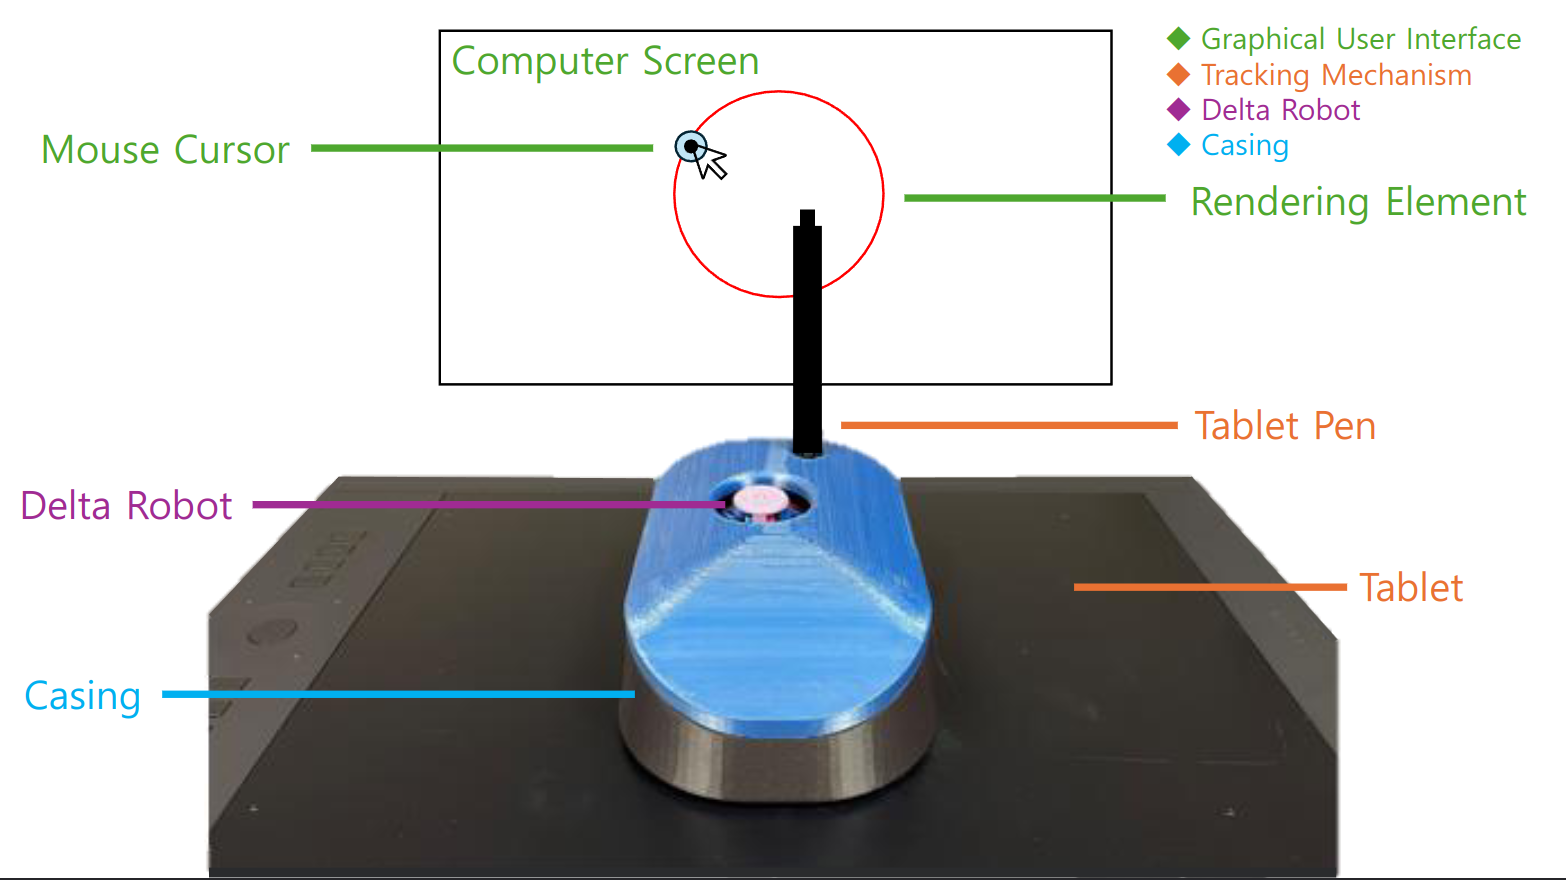 Computer Screen
Graphical User Interface
Tracking Mechanism
Delta Robot
Casing
Mouse Cursor
Rendering Element
Tablet Pen
Delta Robot
Tablet
Casing